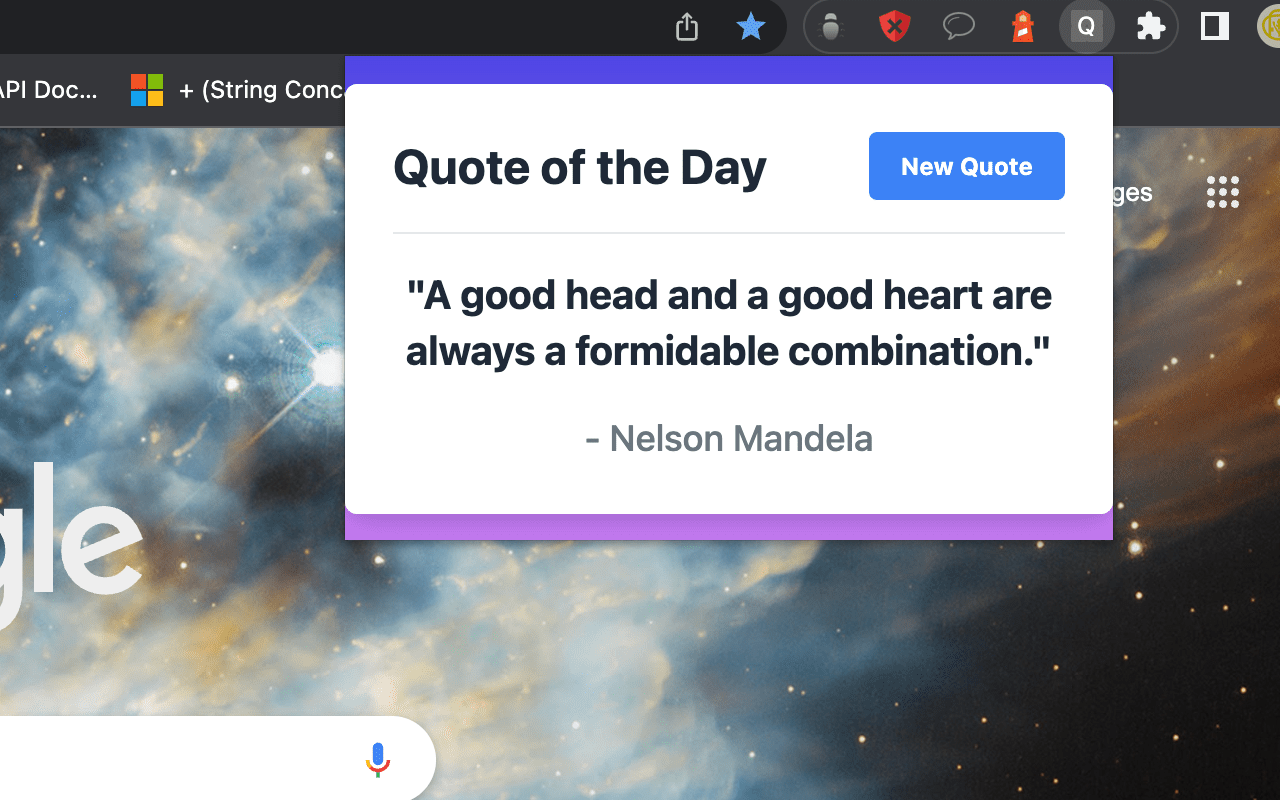 Q
API Doc...
+ (String Conc
Quote of the Day
New Quote
ges
"A good head and a good heart are
always a formidable combination."
- Nelson Mandela
gle